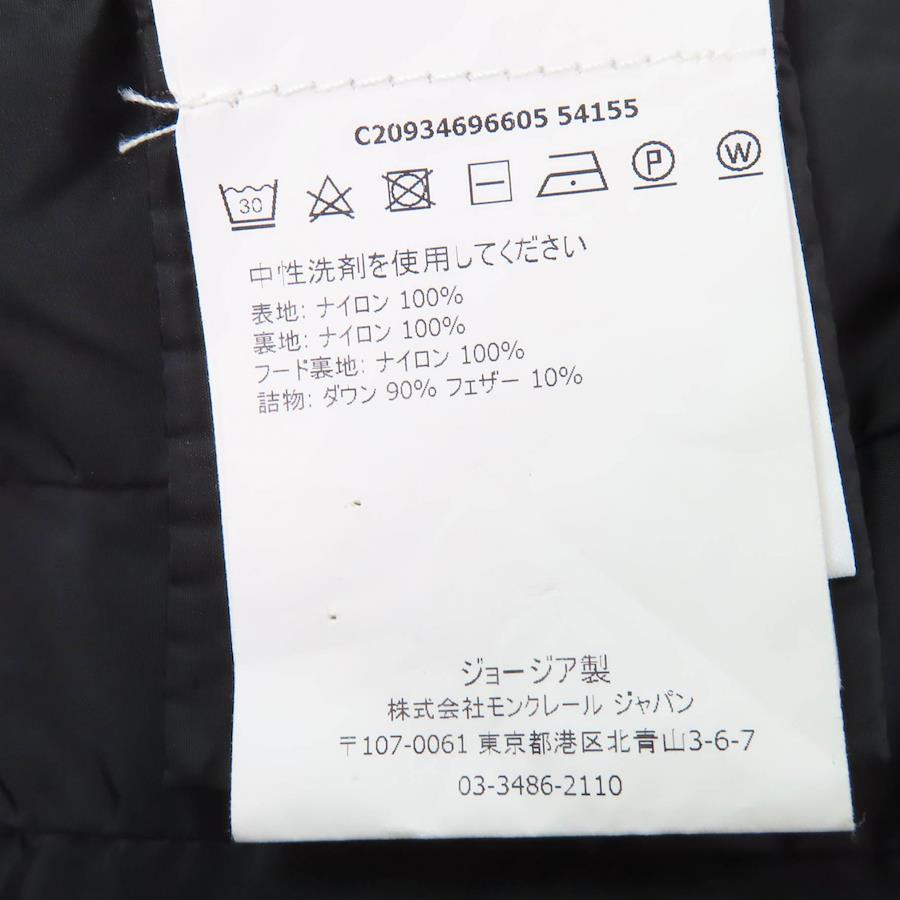 C20934696605 54155
30 P W
中性洗剤を使用してください
表地: ナイロン 100%
裏地: ナイロン 100%
フード裏地: ナイロン 100%
詰物: ダウン 90% フェザー 10%
ジョージア製
株式会社モンクレール ジャパン
〒107-0061 東京都港区北青山3-6-7
03-3486-2110